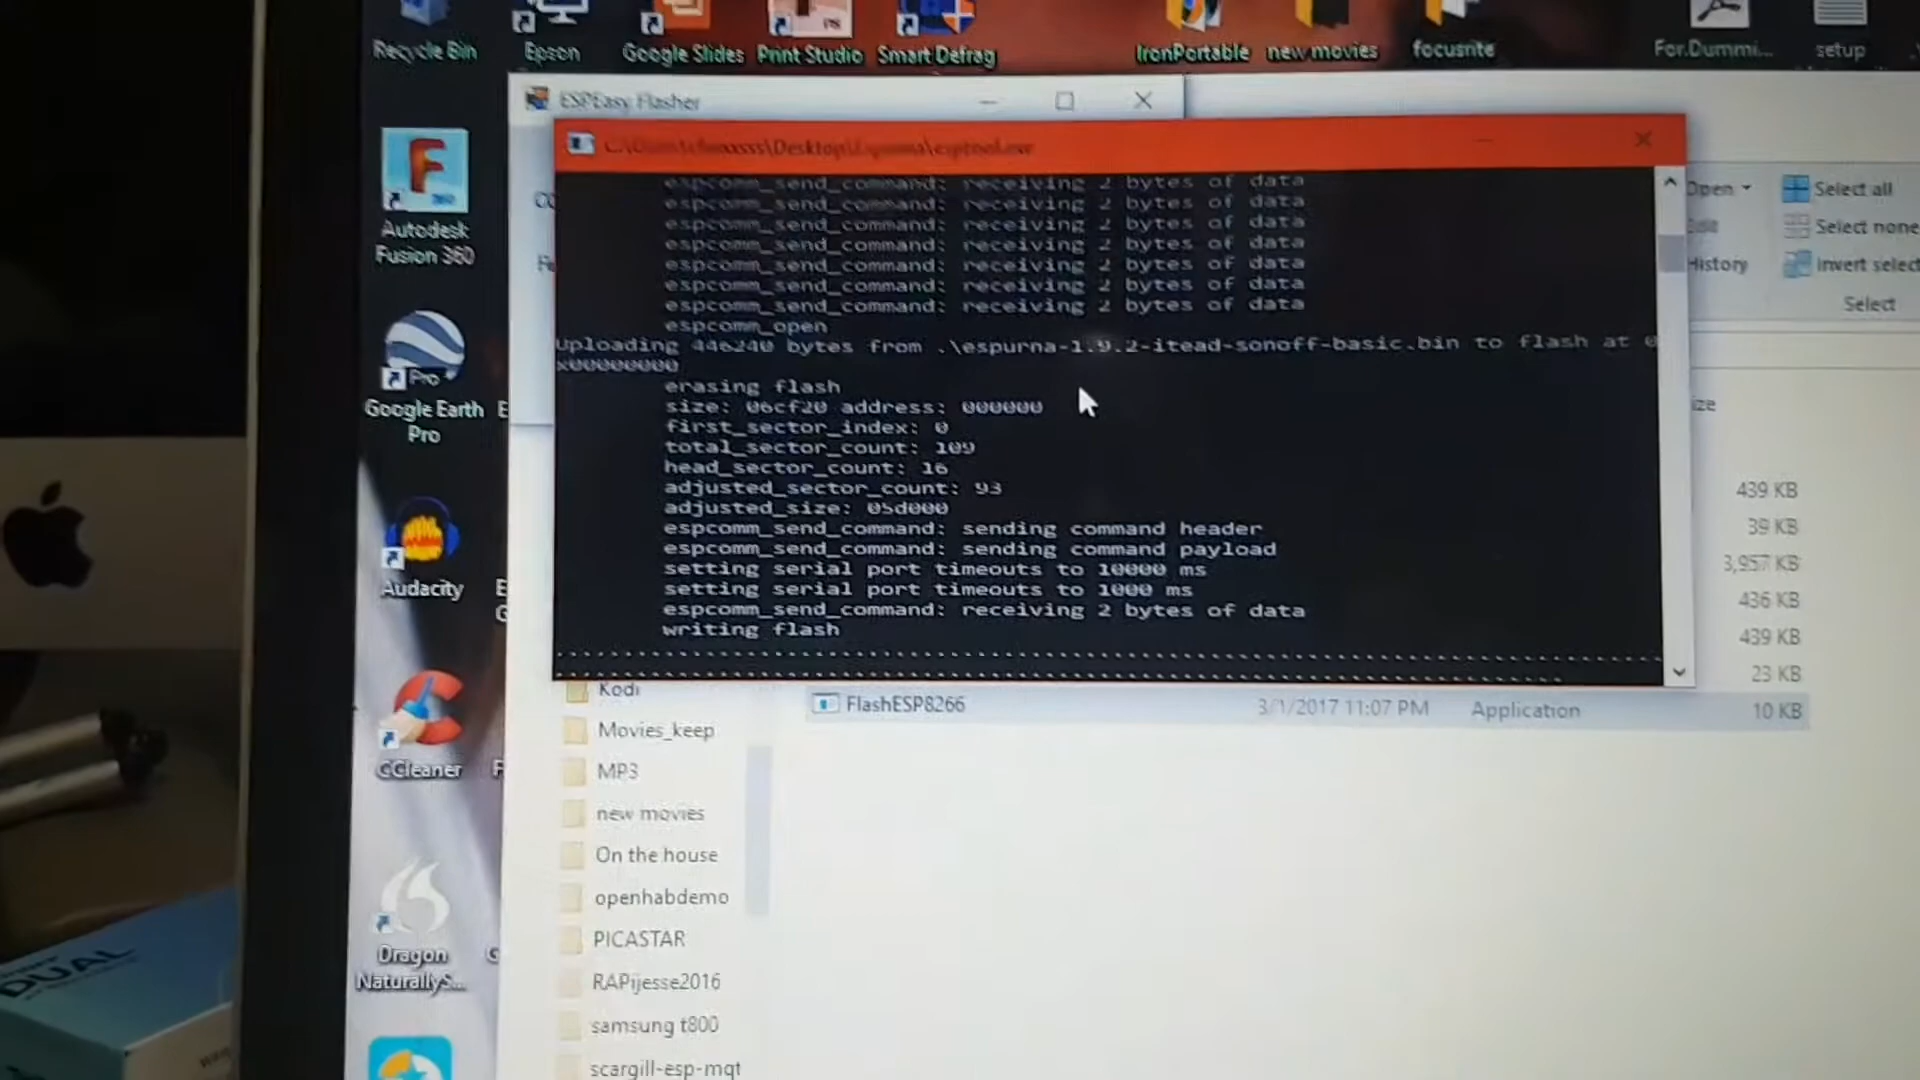 Recycle Bin
Epson
Google Slides
Print Studio
Smart Defrag
IronPortable
new movies
focusrite
For.Dummi...
setup
ESPEasy Flasher
Open
Select all
Select none
History
Invert select
Select
espcomm_send_command: receiving 2 bytes of data
espcomm_send_command: receiving 2 bytes of data
espcomm_send_command: receiving 2 bytes of data
espcomm_send_command: receiving 2 bytes of data
espcomm_send_command: receiving 2 bytes of data
espcomm_send_command: receiving 2 bytes of data
espcomm_send_command: receiving 2 bytes of data
espcomm_open
Uploading 446240 bytes from .\espurna-1.9.2-itead-sonoff-basic.bin to flash at 0
x00000000
erasing flash
size: 06cf20 address: 000000
first_sector_index: 0
total_sector_count: 109
head_sector_count: 16
adjusted_sector_count: 93
adjusted_size: 05d000
espcomm_send_command: sending command header
espcomm_send_command: sending command payload
setting serial port timeouts to 10000 ms
setting serial port timeouts to 1000 ms
espcomm_send_command: receiving 2 bytes of data
writing flash
Autodesk
Fusion 360
Pro
Google Earth
Pro
Audacity
CCleaner
Dragon
NaturallyS...
439 KB
39 KB
3,957 KB
436 KB
439 KB
23 KB
FlashESP8266
3/1/2017 11:07 PM
Application
10 KB
Kodi
Movies_keep
MP3
new movies
On the house
openhabdemo
PICASTAR
RAPijesse2016
samsung t800
scargill-esp-mqt
DUAL